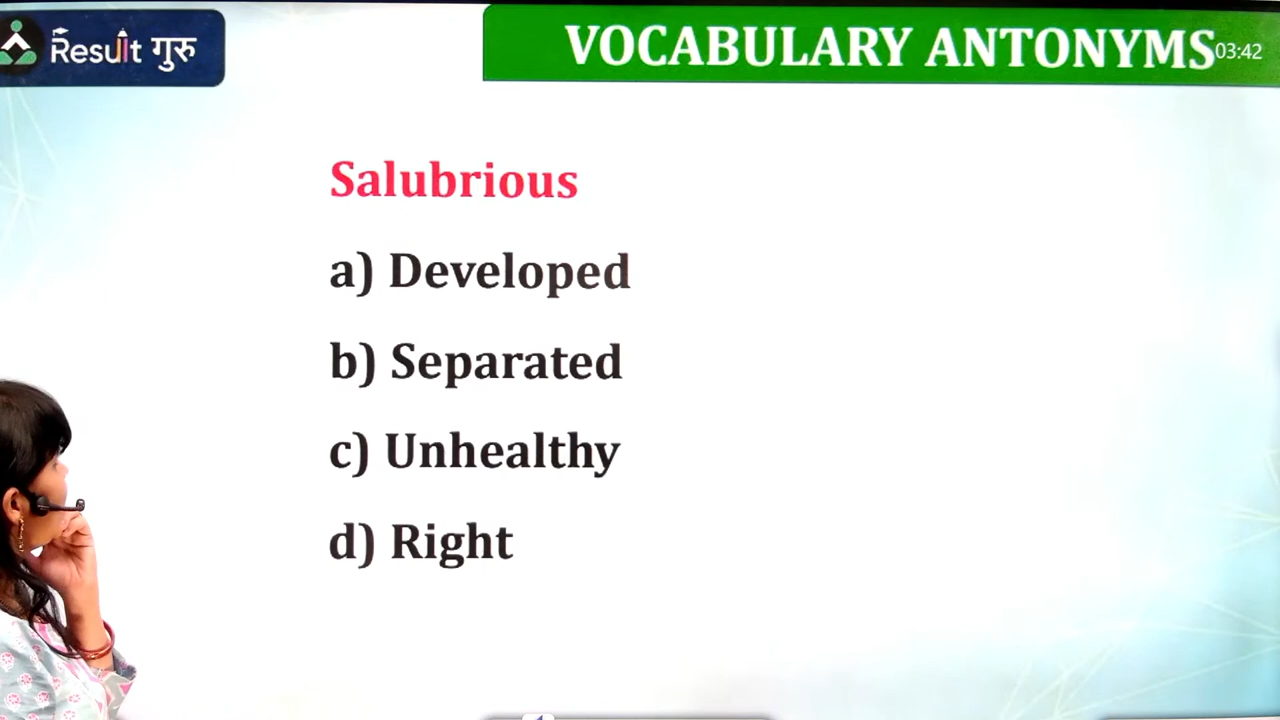 Result गुरु
VOCABULARY ANTONYMS
03:42
Salubrious
a) Developed
b) Separated
c) Unhealthy
d) Right